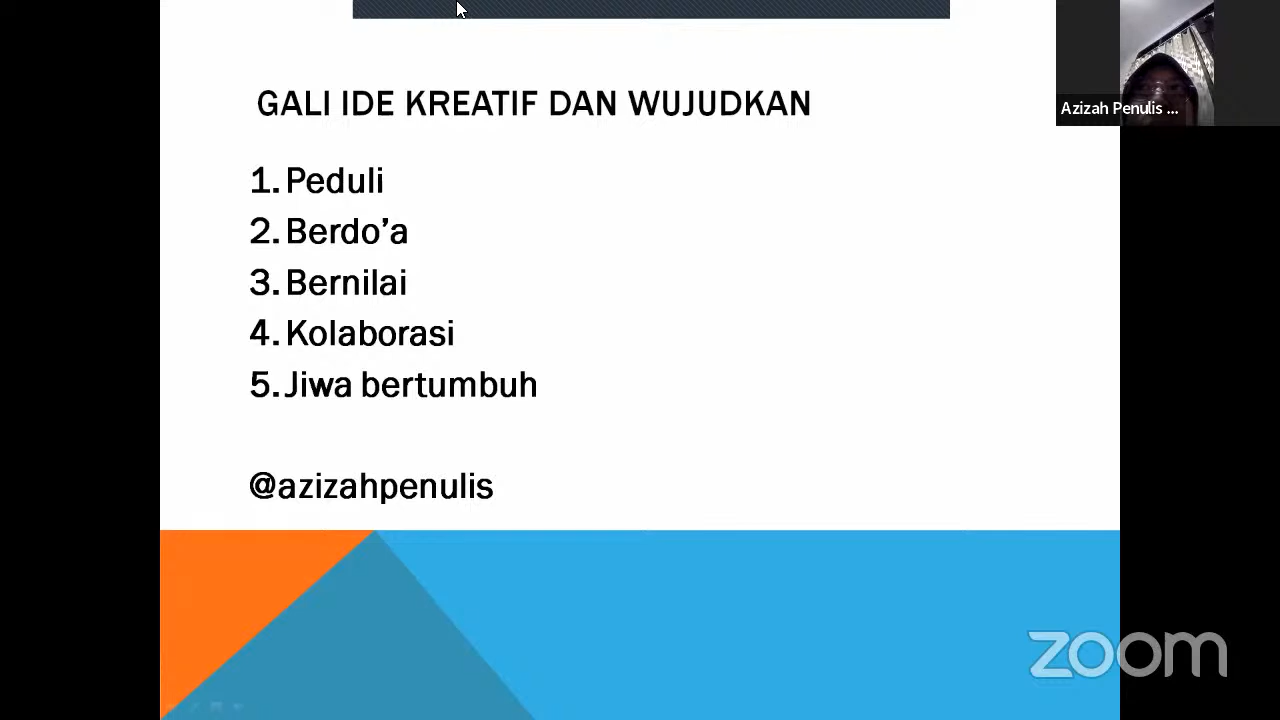 GALI IDE KREATIF DAN WUJUDKAN
1. Peduli
2. Berdo'a
3. Bernilai
4. Kolaborasi
5. Jiwa bertumbuh
@azizahpenulis
Azizah Penulis ...
zoom